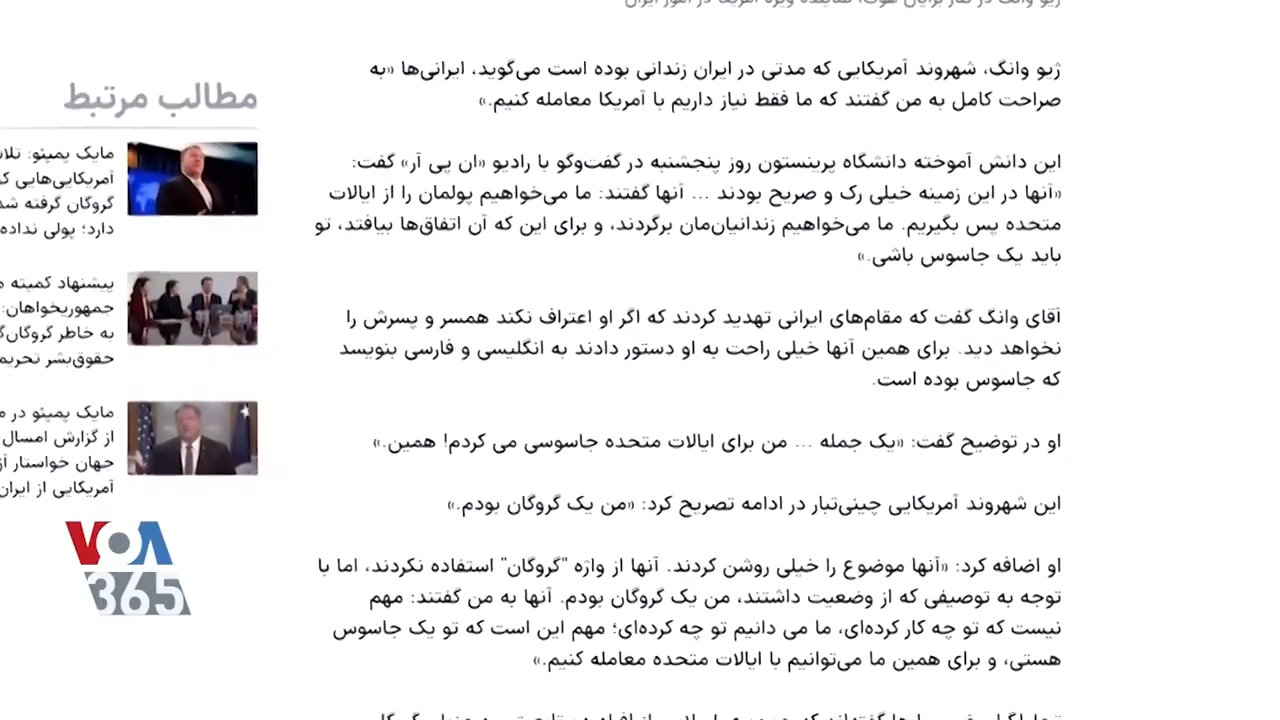 ژیو وانگ در کنار برایان هوک، نماینده ویژه آمریکا در امور ایران
ژیو وانگ، شهروند آمریکایی که مدتی در ایران زندانی بوده است می‌گوید، ایرانی‌ها «به
صراحت کامل به من گفتند که ما فقط نیاز داریم با آمریکا معامله کنیم.»
این دانش آموخته دانشگاه پرینستون روز پنجشنبه در گفت‌وگو با رادیو «ان پی آر» گفت:
«آنها در این زمینه خیلی رک و صریح بودند ... آنها گفتند: ما می‌خواهیم پولمان را از ایالات
متحده پس بگیریم. ما می‌خواهیم زندانیان‌مان برگردند، و برای این که آن اتفاق‌ها بیافتد، تو
باید یک جاسوس باشی.»
آقای وانگ گفت که مقام‌های ایرانی تهدید کردند که اگر او اعتراف نکند همسر و پسرش را
نخواهد دید. برای همین آنها خیلی راحت به او دستور دادند به انگلیسی و فارسی بنویسد
که جاسوس بوده است.
او در توضیح گفت: «یک جمله ... من برای ایالات متحده جاسوسی می کردم! همین.»
این شهروند آمریکایی چینی‌تبار در ادامه تصریح کرد: «من یک گروگان بودم.»
او اضافه کرد: «آنها موضوع را خیلی روشن کردند. آنها از واژه "گروگان" استفاده نکردند، اما با
توجه به توصیفی که از وضعیت داشتند، من یک گروگان بودم. آنها به من گفتند: مهم
نیست که تو چه کار کرده‌ای، ما می دانیم تو چه کرده‌ای؛ مهم این است که تو یک جاسوس
هستی، و برای همین ما می‌توانیم با ایالات متحده معامله کنیم.»
مطالب مرتبط
مایک پمپئو:
آمریکایی‌هایی
گروگان گرفته
دارد؛ پولی نداده
پیشنهاد کمیته
جمهوریخواهان:
به خاطر
حقوق‌بشر
مایک پمپئو در
از گزارش امسال
جهان خواستار
آمریکایی از ایران
VOA
365